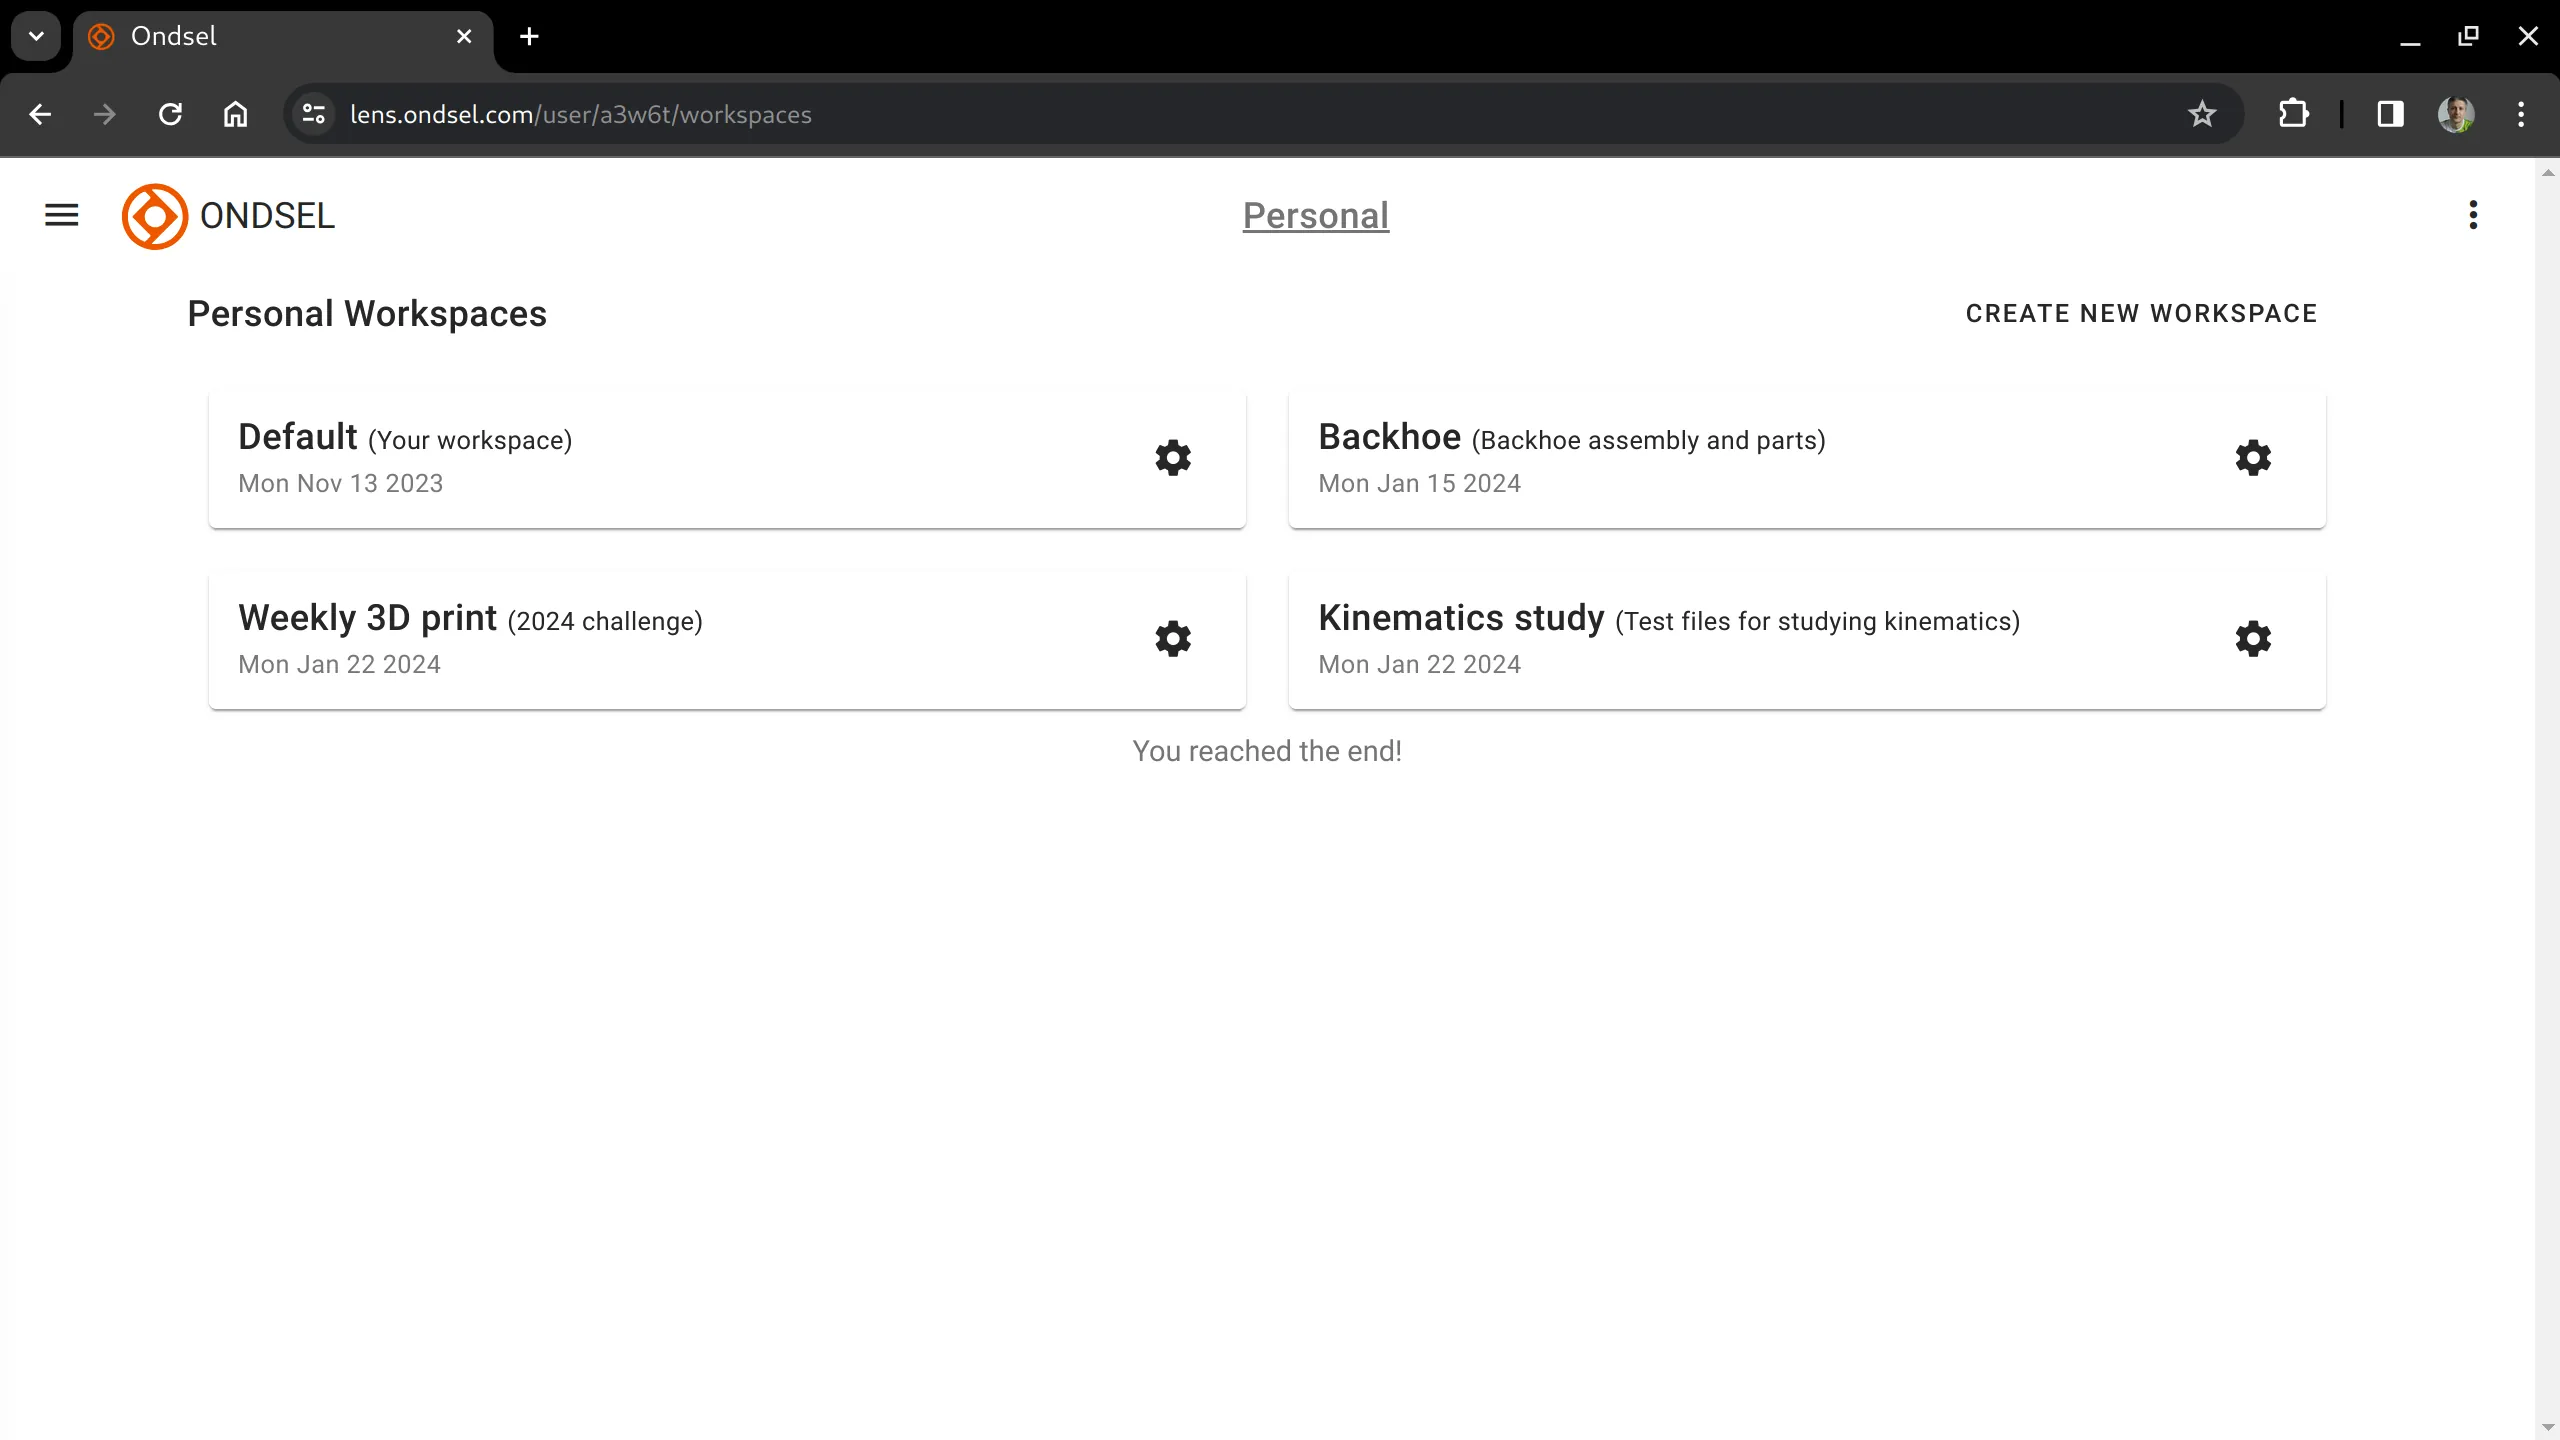 Ondsel
lens.ondsel.com/user/a3w6t/workspaces
ONDSEL
Personal
Personal Workspaces
CREATE NEW WORKSPACE
Default (Your workspace)
Mon Nov 13 2023
Backhoe (Backhoe assembly and parts)
Mon Jan 15 2024
Weekly 3D print (2024 challenge)
Mon Jan 22 2024
Kinematics study (Test files for studying kinematics)
Mon Jan 22 2024
You reached the end!